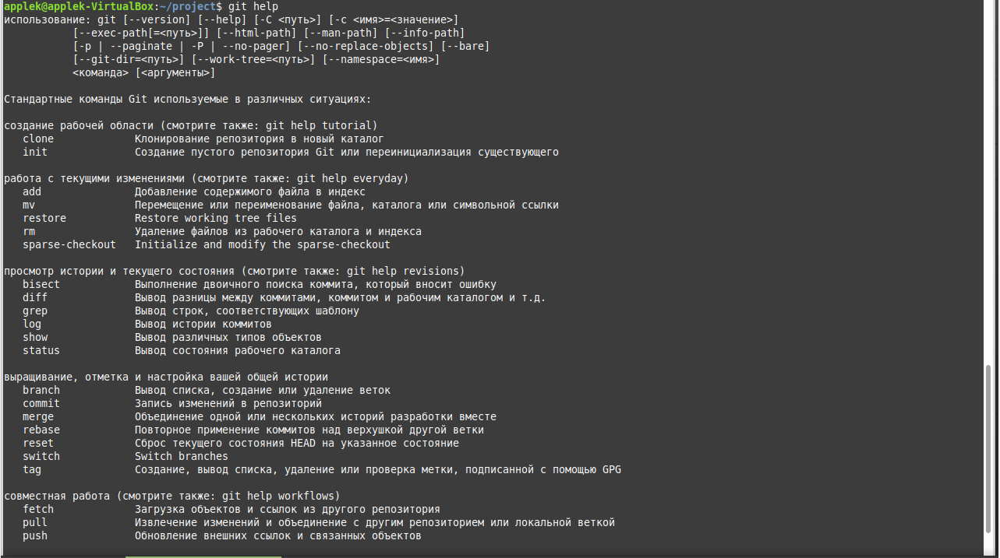 applek@applek-VirtualBox:~/project$ git help
использование: git [--version] [--help] [-C <путь>] [-c <имя>=<значение>]
           [--exec-path[=<путь>]] [--html-path] [--man-path] [--info-path]
           [-p | --paginate | -P | --no-pager] [--no-replace-objects] [--bare]
           [--git-dir=<путь>] [--work-tree=<путь>] [--namespace=<имя>]
           <команда> [<аргументы>]

Стандартные команды Git используемые в различных ситуациях:

создание рабочей области (смотрите также: git help tutorial)
   clone             Клонирование репозитория в новый каталог
   init              Создание пустого репозитория Git или переинициализация существующего

работа с текущими изменениями (смотрите также: git help everyday)
   add               Добавление содержимого файла в индекс
   mv                Перемещение или переименование файла, каталога или символьной ссылки
   restore           Restore working tree files
   rm                Удаление файлов из рабочего каталога и индекса
   sparse-checkout   Initialize and modify the sparse-checkout

просмотр истории и текущего состояния (смотрите также: git help revisions)
   bisect            Выполнение двоичного поиска коммита, который вносит ошибку
   diff              Вывод разницы между коммитами, коммитом и рабочим каталогом и т.д.
   grep              Вывод строк, соответствующих шаблону
   log               Вывод истории коммитов
   show              Вывод различных типов объектов
   status            Вывод состояния рабочего каталога

выращивание, отметка и настройка вашей общей истории
   branch            Вывод списка, создание или удаление веток
   commit            Запись изменений в репозиторий
   merge             Объединение одной или нескольких историй разработки вместе
   rebase            Повторное применение коммитов над верхушкой другой ветки
   reset             Сброс текущего состояния HEAD на указанное состояние
   switch            Switch branches
   tag               Создание, вывод списка, удаление или проверка метки, подписанной с помощью GPG

совместная работа (смотрите также: git help workflows)
   fetch             Загрузка объектов и ссылок из другого репозитория
   pull              Извлечение изменений и объединение с другим репозиторием или локальной веткой
   push              Обновление внешних ссылок и связанных объектов